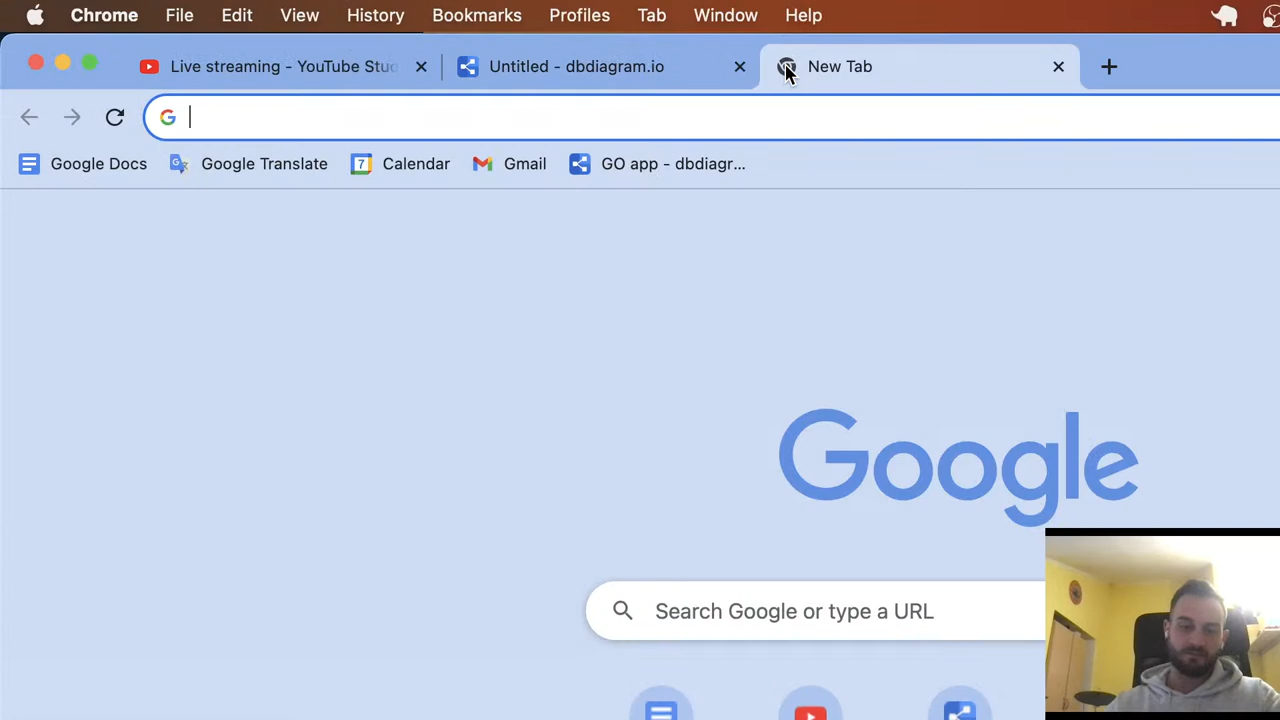 Chrome File Edit View History Bookmarks Profiles Tab Window Help
Live streaming - YouTube Stu Untitled - dbdiagram.io New Tab
Google Docs Google Translate 7 Calendar Gmail GO app - dbdiagr...
Google
Search Google or type a URL